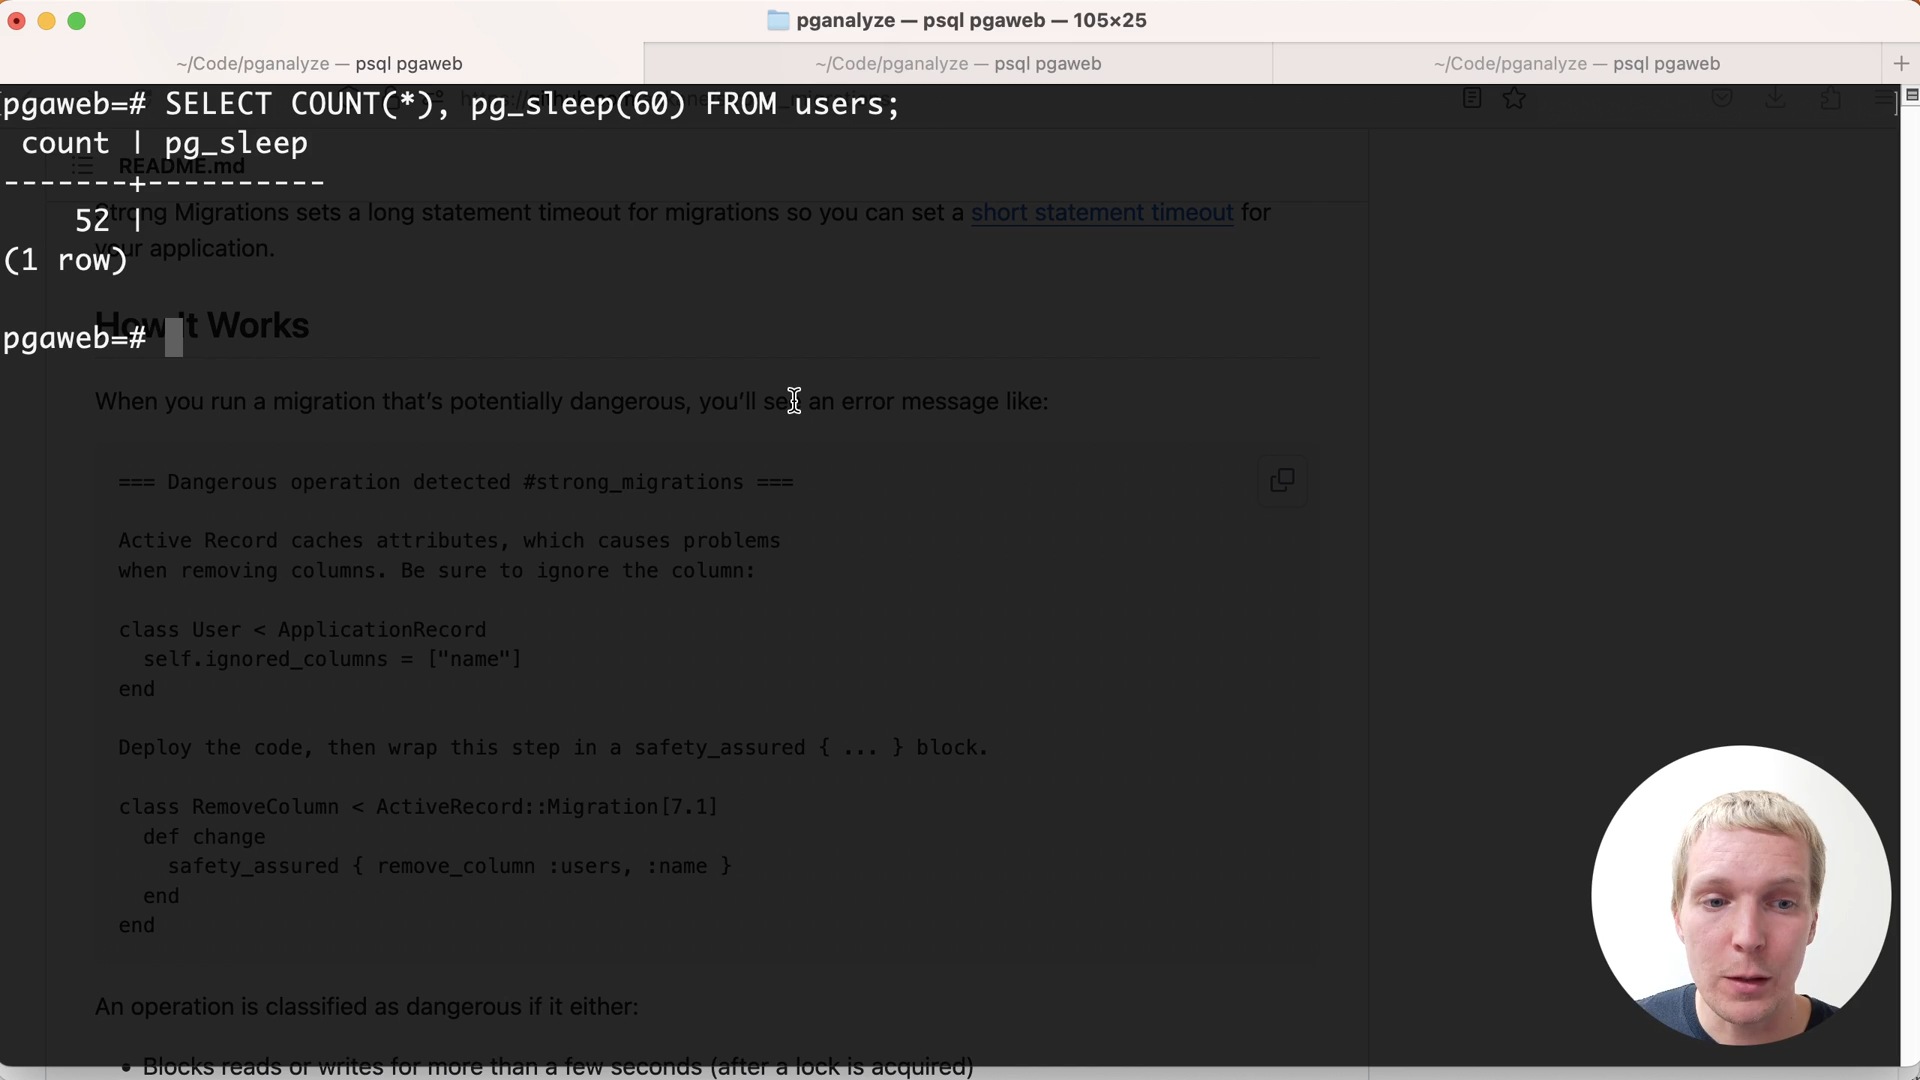 pganalyze — psql pgaweb — 105×25
~/Code/pganalyze — psql pgaweb
~/Code/pganalyze — psql pgaweb
~/Code/pganalyze — psql pgaweb
pgaweb=# SELECT COUNT(*), pg_sleep(60) FROM users;
count | pg_sleep
-------+----------
52 |
(1 row)
pgaweb=#
README.md
Strong Migrations sets a long statement timeout for migrations so you can set a short statement timeout for
your application.
How it Works
When you run a migration that’s potentially dangerous, you’ll see an error message like:
=== Dangerous operation detected #strong_migrations ===
Active Record caches attributes, which causes problems
when removing columns. Be sure to ignore the column:
class User < ApplicationRecord
self.ignored_columns = ["name"]
end
Deploy the code, then wrap this step in a safety_assured { ... } block.
class RemoveColumn < ActiveRecord::Migration[7.1]
def change
safety_assured { remove_column :users, :name }
end
end
An operation is classified as dangerous if it either:
• Blocks reads or writes for more than a few seconds (after a lock is acquired)